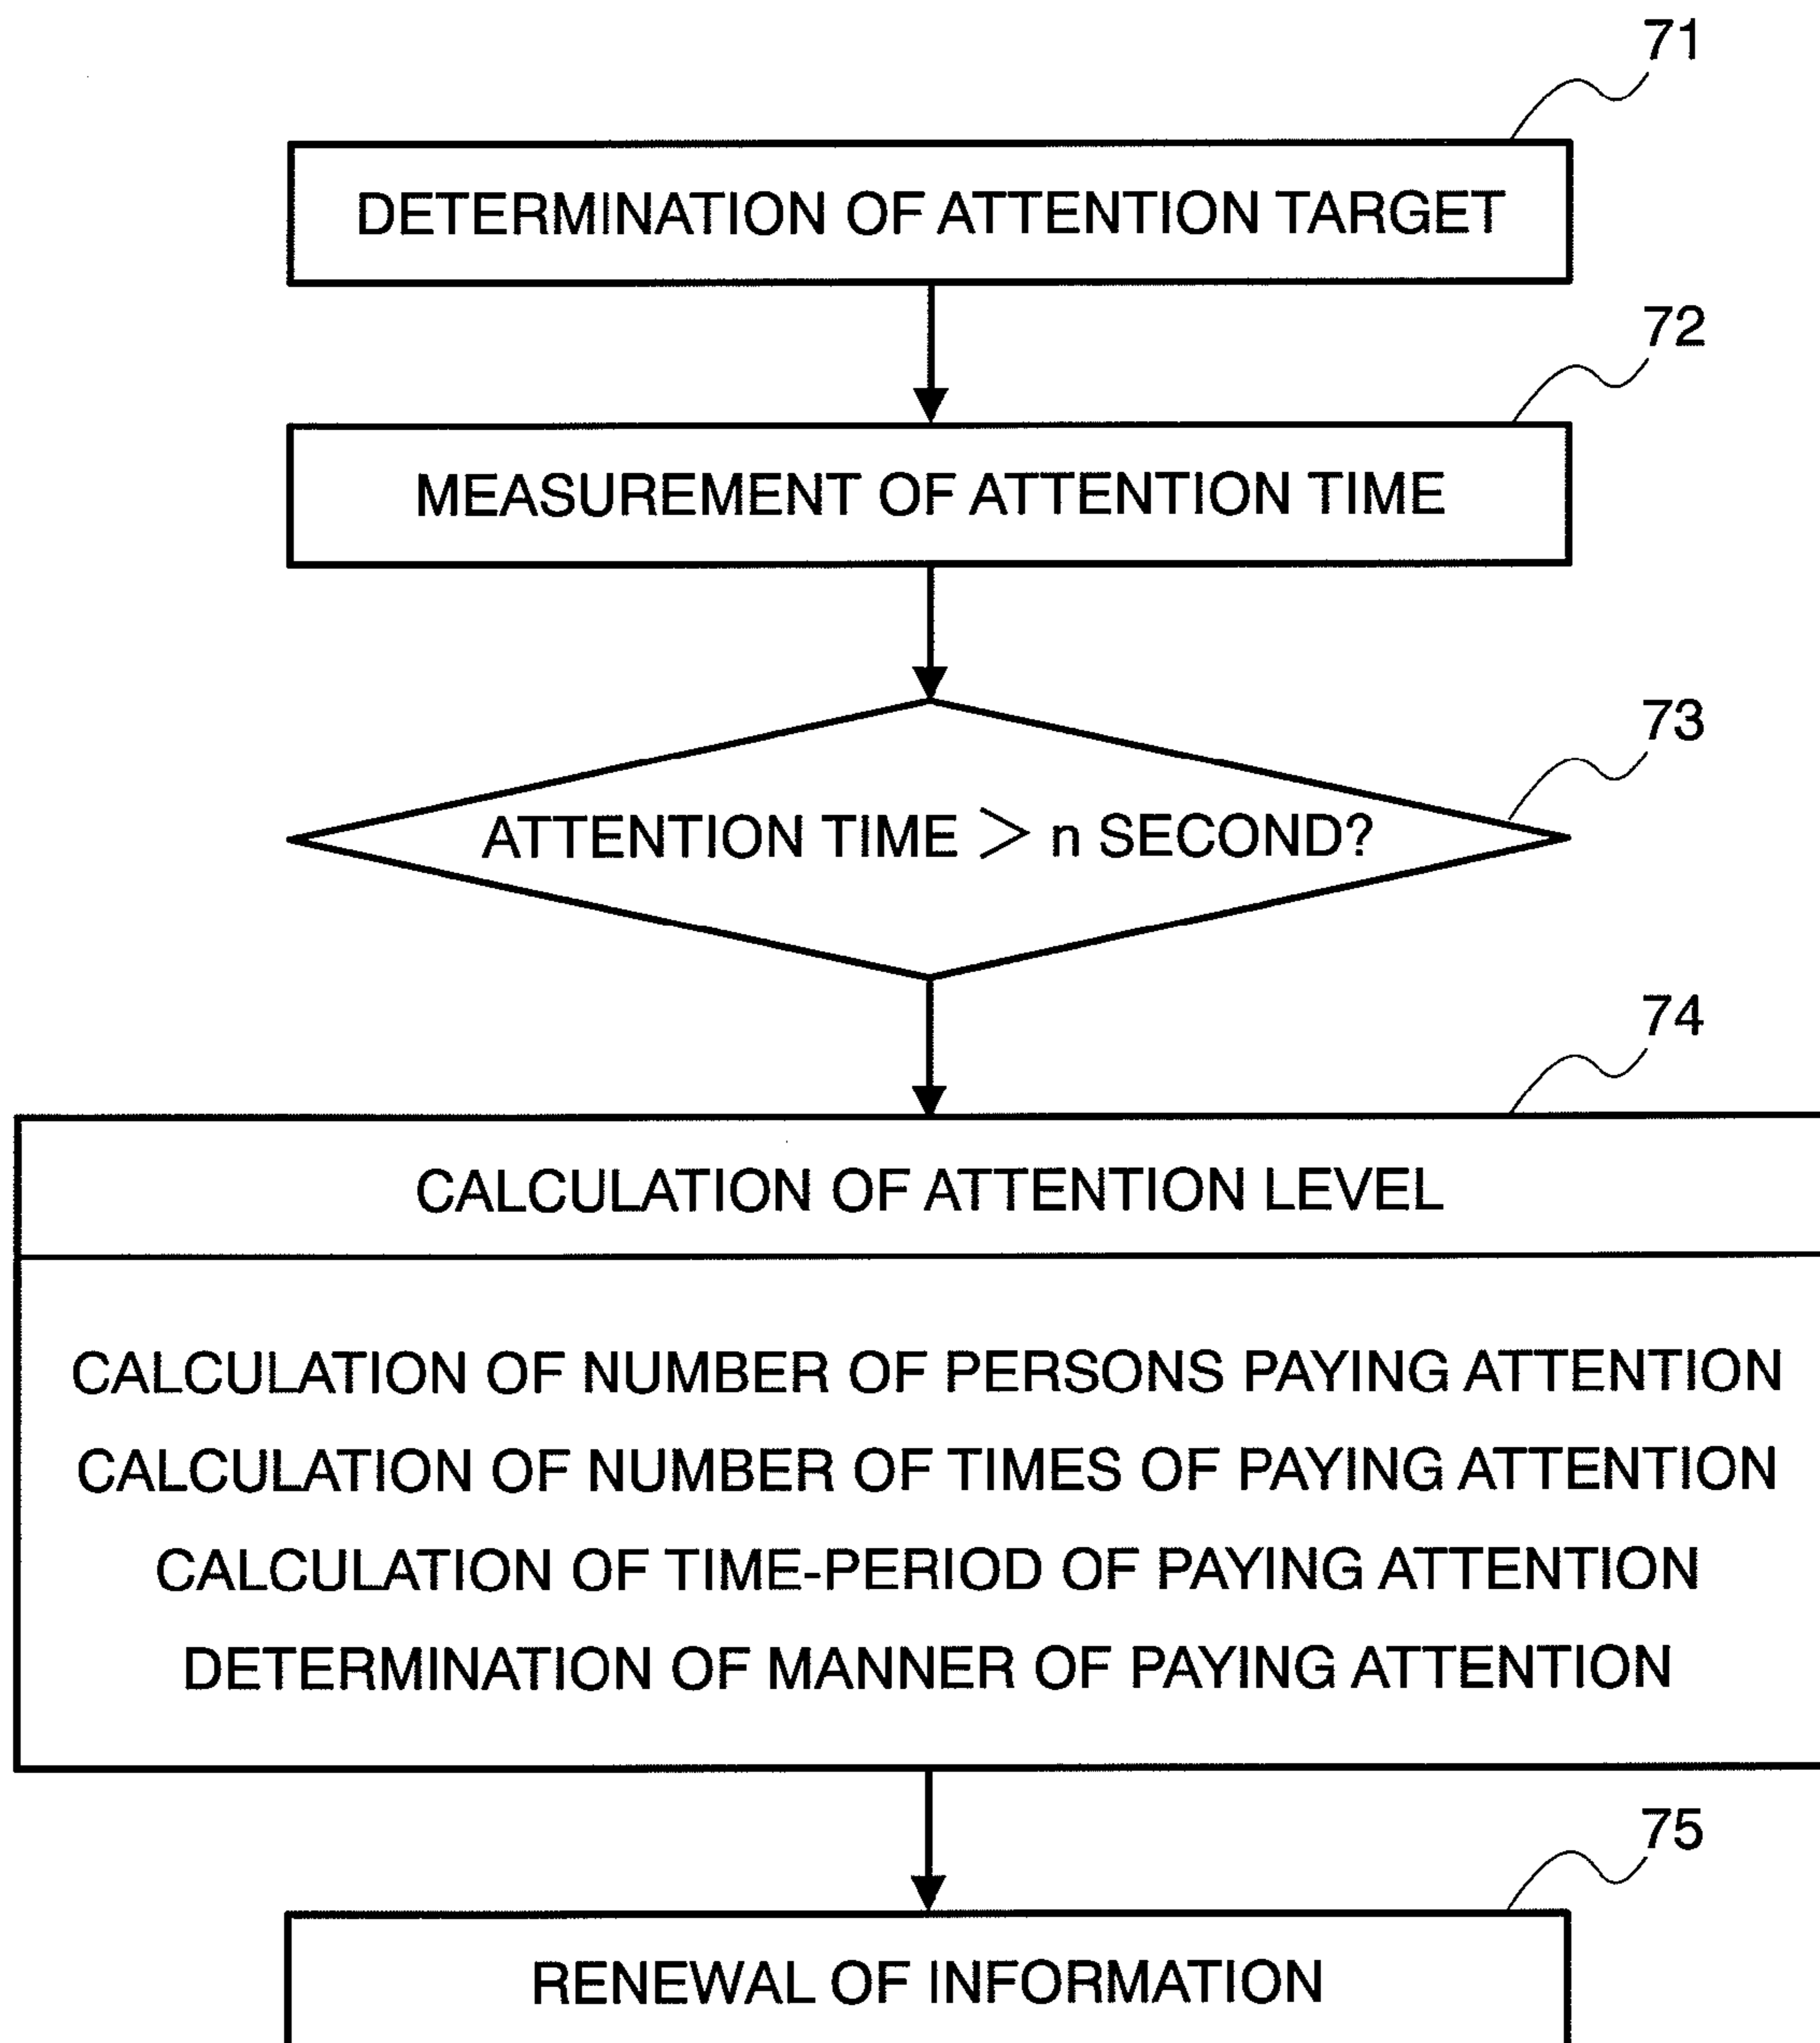 71
DETERMINATION OF ATTENTION TARGET
72
MEASUREMENT OF ATTENTION TIME
73
ATTENTION TIME > n SECOND?
74
CALCULATION OF ATTENTION LEVEL
CALCULATION OF NUMBER OF PERSONS PAYING ATTENTION
CALCULATION OF NUMBER OF TIMES OF PAYING ATTENTION
CALCULATION OF TIME-PERIOD OF PAYING ATTENTION
DETERMINATION OF MANNER OF PAYING ATTENTION
75
RENEWAL OF INFORMATION